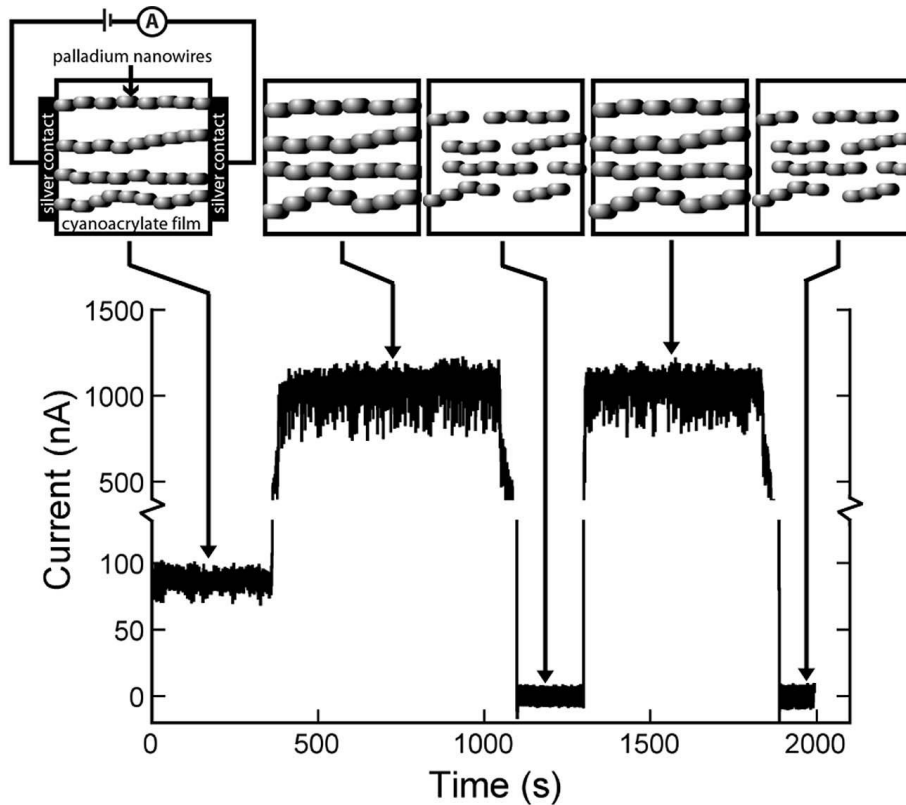 A
palladium nanowires
silver contact
silver contact
cyanoacrylate film
1500
1000
500
100
50
0
Current (nA)
0
500
1000
1500
2000
Time (s)